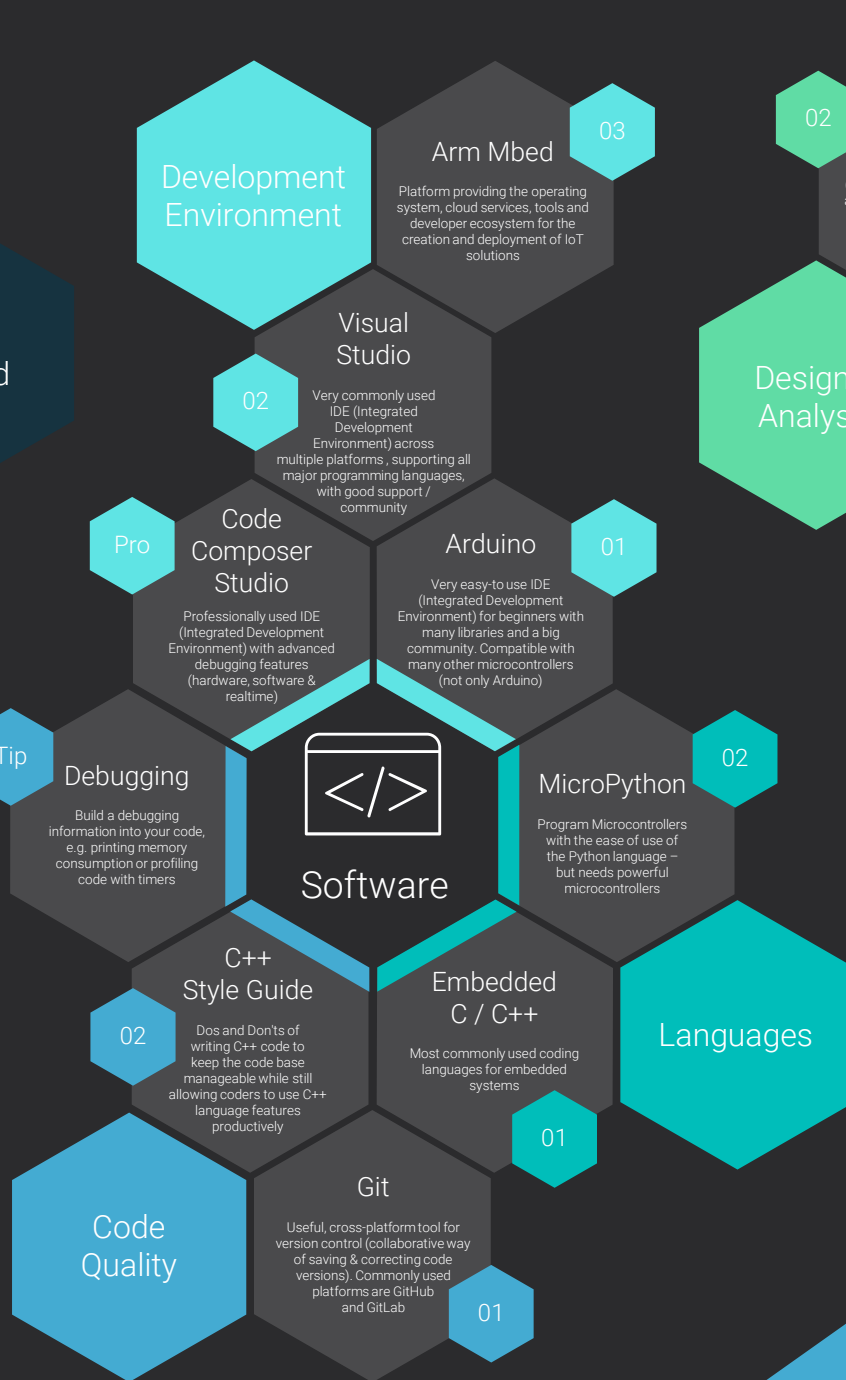 Development
Environment
Arm Mbed
03
Platform providing the operating
system, cloud services, tools and
developer ecosystem for the
creation and deployment of IoT
solutions
02
Visual
Studio
02
Very commonly used
IDE (Integrated
Development
Environment) across
multiple platforms , supporting all
major programming languages,
with good support /
community
d
Design
Analys
Pro
Code
Composer
Studio
Professionally used IDE
(Integrated Development
Environment) with advanced
debugging features
(hardware, software &
realtime)
Arduino
01
Very easy-to use IDE
(Integrated Development
Environment) for beginners with
many libraries and a big
community. Compatible with
many other microcontrollers
(not only Arduino)
Tip
Debugging
Build a debugging
information into your code,
e.g. printing memory
consumption or profiling
code with timers
</>
Software
MicroPython
02
Program Microcontrollers
with the ease of use of
the Python language –
but needs powerful
microcontrollers
C++
Style Guide
02
Dos and Don'ts of
writing C++ code to
keep the code base
manageable while still
allowing coders to use C++
language features
productively
Embedded
C / C++
Most commonly used coding
languages for embedded
systems
01
Languages
Code
Quality
Git
Useful, cross-platform tool for
version control (collaborative way
of saving & correcting code
versions). Commonly used
platforms are GitHub
and GitLab
01